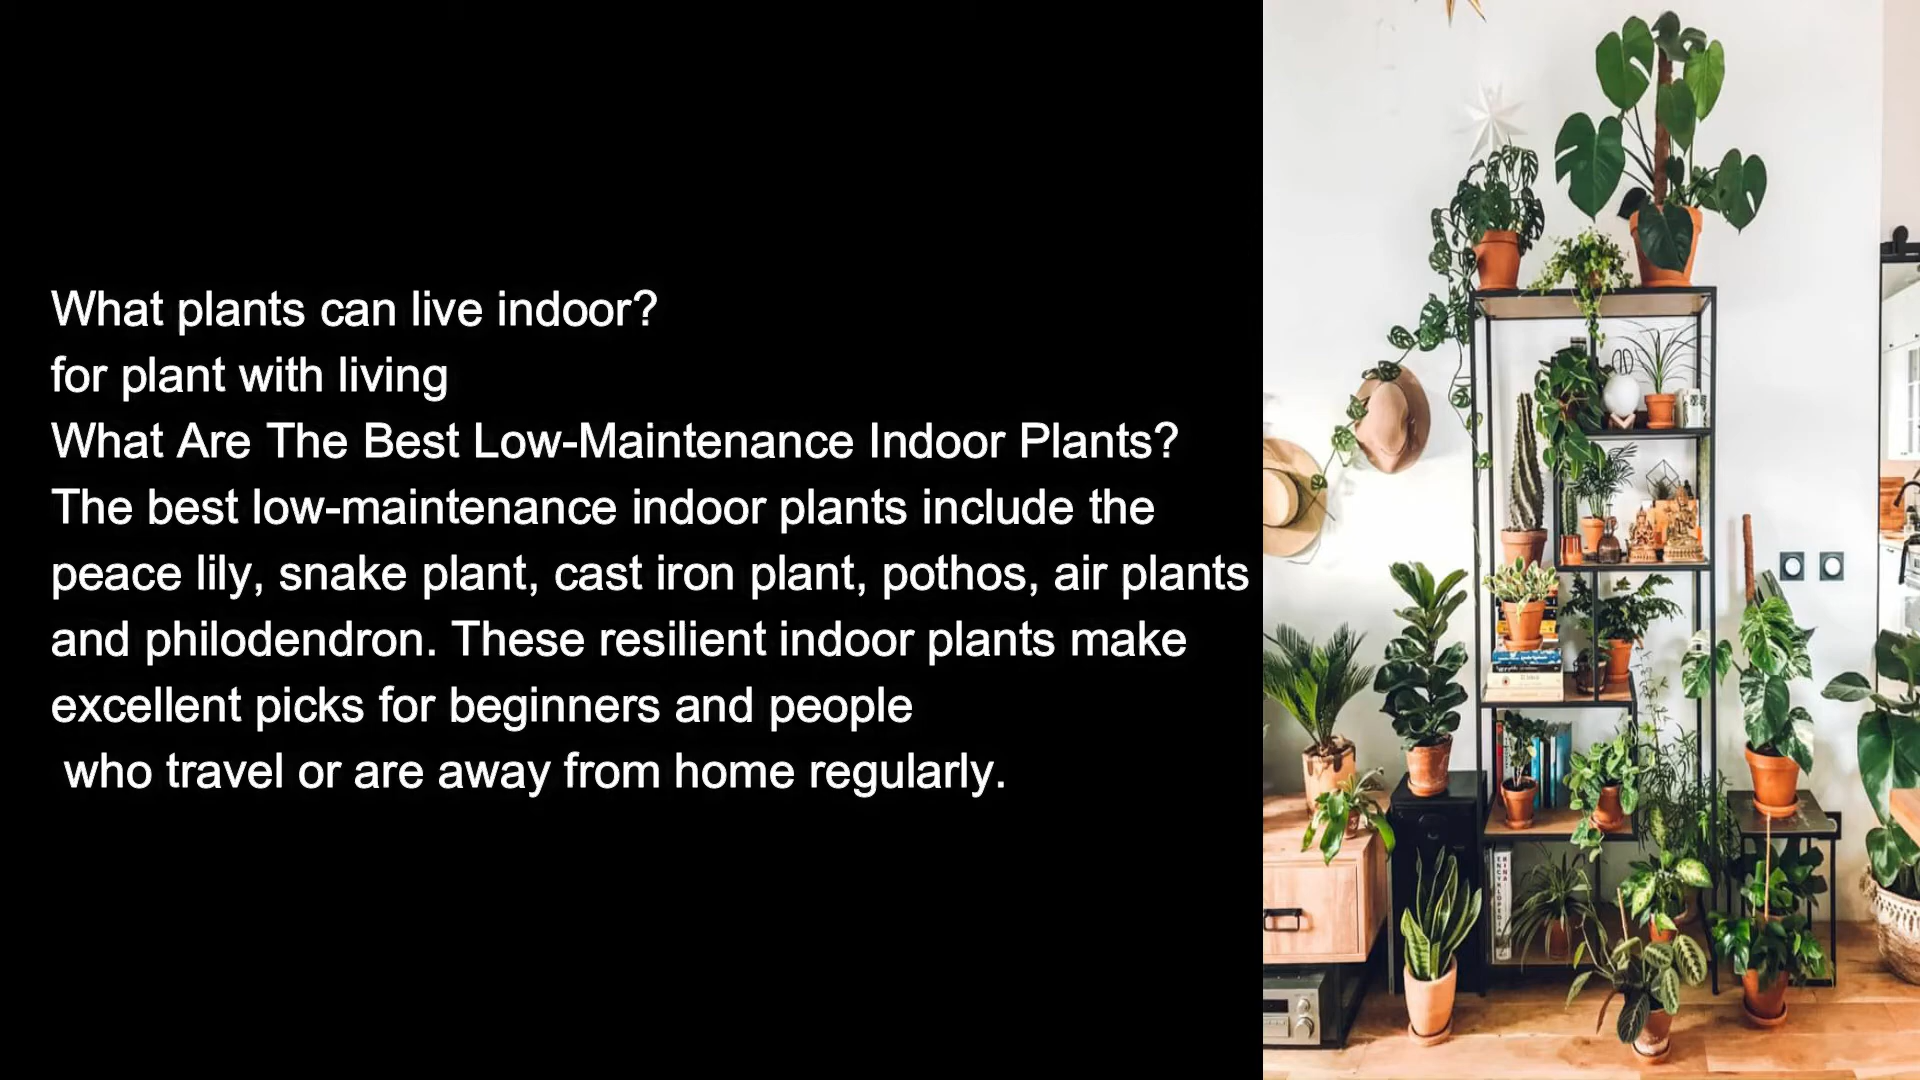 What plants can live indoor?
for plant with living
What Are The Best Low-Maintenance Indoor Plants?
The best low-maintenance indoor plants include the
peace lily, snake plant, cast iron plant, pothos, air plants
and philodendron. These resilient indoor plants make
excellent picks for beginners and people
who travel or are away from home regularly.